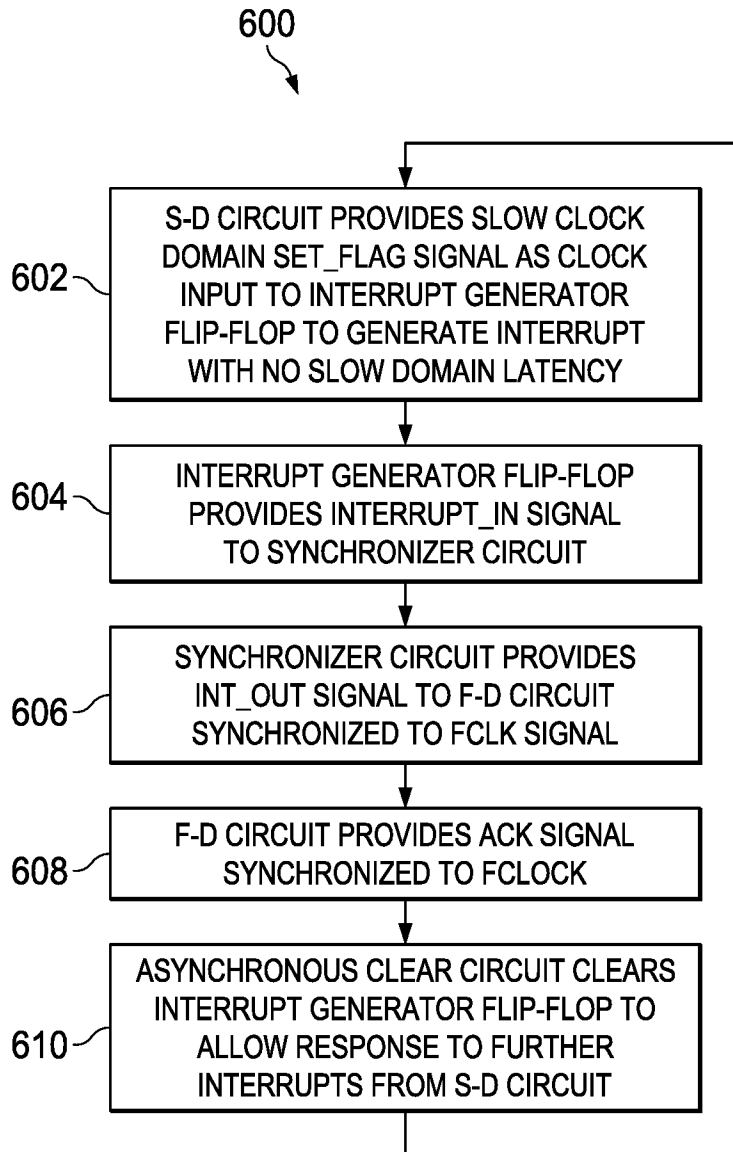 600
602
S-D CIRCUIT PROVIDES SLOW CLOCK
DOMAIN SET_FLAG SIGNAL AS CLOCK
INPUT TO INTERRUPT GENERATOR
FLIP-FLOP TO GENERATE INTERRUPT
WITH NO SLOW DOMAIN LATENCY
604
INTERRUPT GENERATOR FLIP-FLOP
PROVIDES INTERRUPT_IN SIGNAL
TO SYNCHRONIZER CIRCUIT
606
SYNCHRONIZER CIRCUIT PROVIDES
INT_OUT SIGNAL TO F-D CIRCUIT
SYNCHRONIZED TO FCLK SIGNAL
608
F-D CIRCUIT PROVIDES ACK SIGNAL
SYNCHRONIZED TO FCLOCK
610
ASYNCHRONOUS CLEAR CIRCUIT CLEARS
INTERRUPT GENERATOR FLIP-FLOP TO
ALLOW RESPONSE TO FURTHER
INTERRUPTS FROM S-D CIRCUIT